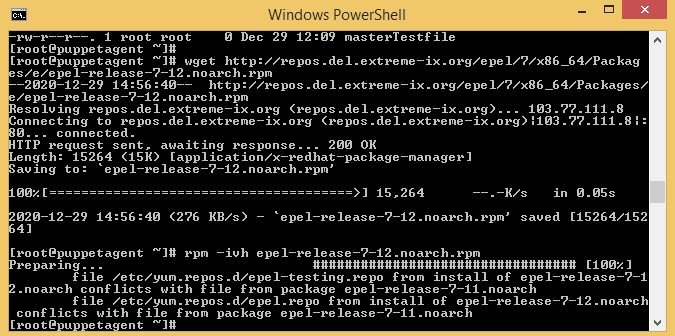 Windows PowerShell
-rw-r--r--. 1 root root    0 Dec 29 12:09 masterTestfile
[root@puppetagent ~]#
[root@puppetagent ~]# wget http://repos.del.extreme-ix.org/epel/7/x86_64/Packag
es/e/epel-release-7-12.noarch.rpm
--2020-12-29 14:56:40--  http://repos.del.extreme-ix.org/epel/7/x86_64/Packages/
e/epel-release-7-12.noarch.rpm
Resolving repos.del.extreme-ix.org (repos.del.extreme-ix.org)... 103.77.111.8
Connecting to repos.del.extreme-ix.org (repos.del.extreme-ix.org)|103.77.111.8|:
80... connected.
HTTP request sent, awaiting response... 200 OK
Length: 15264 (15K) [application/x-redhat-package-manager]
Saving to: `epel-release-7-12.noarch.rpm’
100%[======================================>] 15,264      --.-K/s   in 0.05s
2020-12-29 14:56:40 (276 KB/s) - `epel-release-7-12.noarch.rpm’ saved [15264/152
64]
[root@puppetagent ~]# rpm -ivh epel-release-7-12.noarch.rpm
Preparing...                          ################################# [100%]
        file /etc/yum.repos.d/epel-testing.repo from install of epel-release-7-1
2.noarch conflicts with file from package epel-release-7-11.noarch
        file /etc/yum.repos.d/epel.repo from install of epel-release-7-12.noarch
 conflicts with file from package epel-release-7-11.noarch
[root@puppetagent ~]#